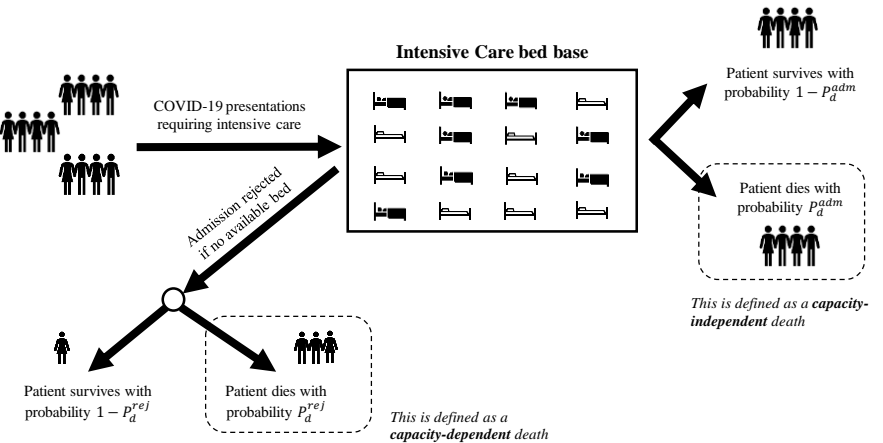 Intensive Care bed base
COVID-19 presentations
requiring intensive care
Admission rejected
if no available bed
Patient survives with
probability 1 − P_d^{adm}
Patient dies with
probability P_d^{adm}
This is defined as a capacity-
independent death
Patient survives with
probability 1 − P_d^{rej}
Patient dies with
probability P_d^{rej}
This is defined as a
capacity-dependent death